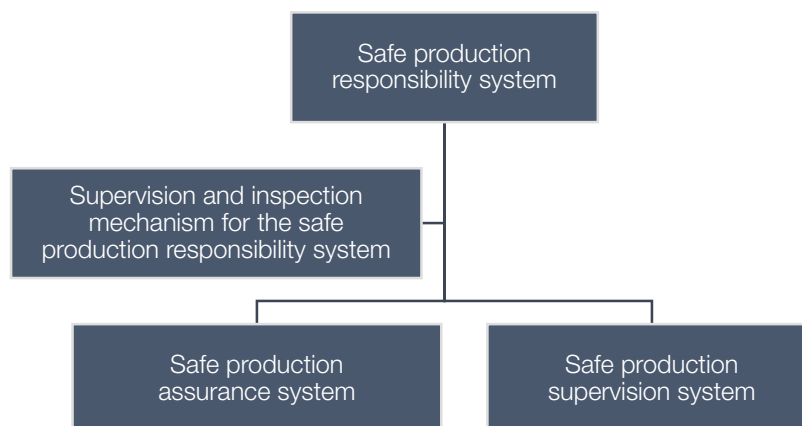 Safe production
responsibility system
Supervision and inspection
mechanism for the safe
production responsibility system
Safe production
assurance system
Safe production
supervision system